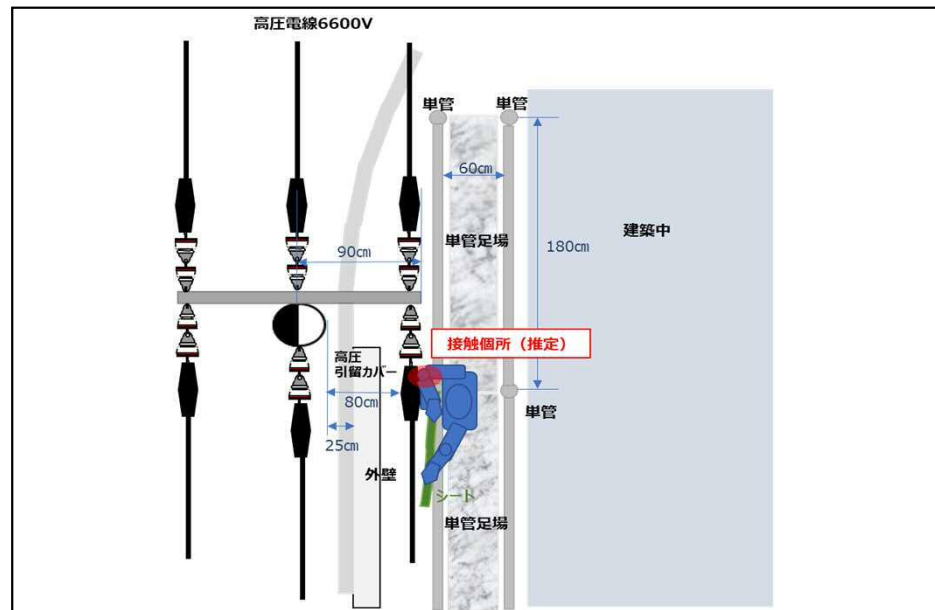 高圧電線6600V
単管
単管
60㎝
単管足場
180㎝
建築中
90㎝
接触個所（推定）
高圧
引留カバー
80㎝
単管
25㎝
外壁
シート
単管足場